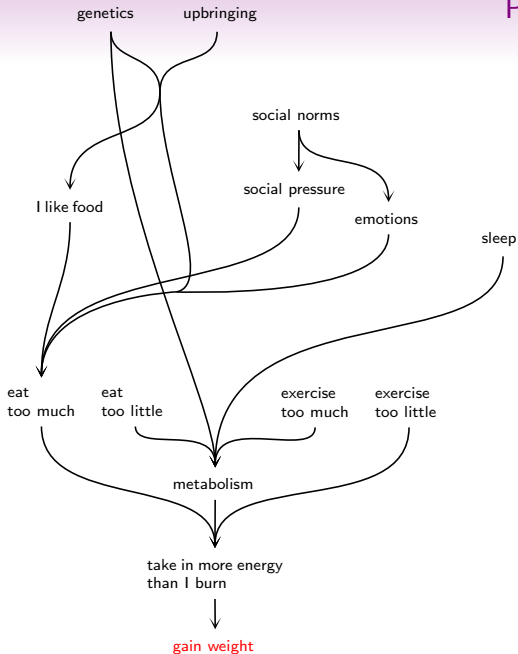 genetics
upbringing
P
social norms
social pressure
I like food
emotions
sleep
eat
too much
eat
too little
exercise
too much
exercise
too little
metabolism
take in more energy
than I burn
gain weight